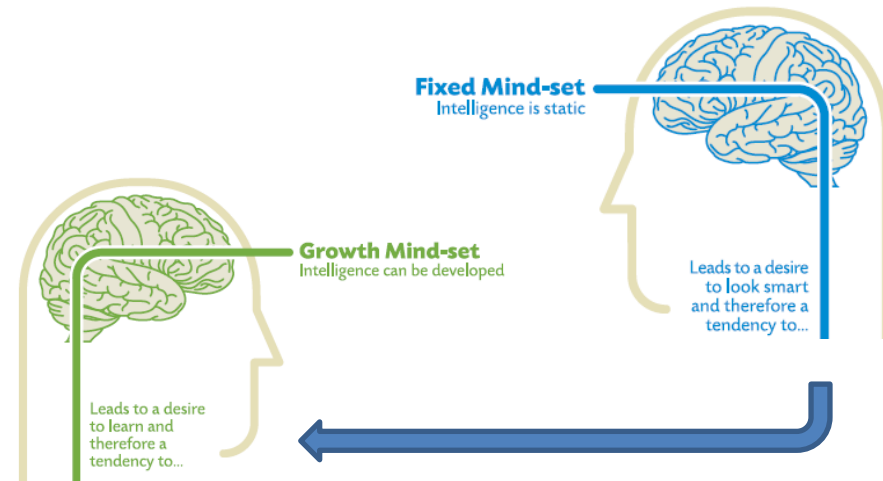 Fixed Mind-set
Intelligence is static
Growth Mind-set
Intelligence can be developed
Leads to a desire
to look smart
and therefore a
tendency to...
Leads to a desire
to learn and
therefore a
tendency to...